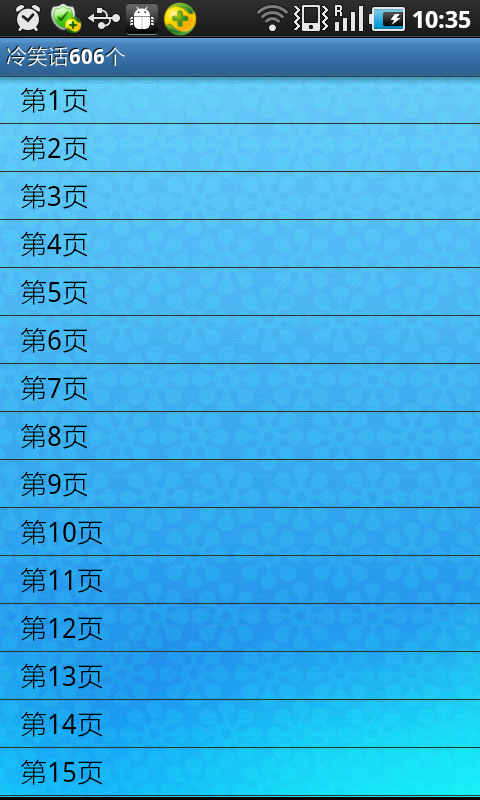 R
10:35
冷笑话606个
第1页
第2页
第3页
第4页
第5页
第6页
第7页
第8页
第9页
第10页
第11页
第12页
第13页
第14页
第15页